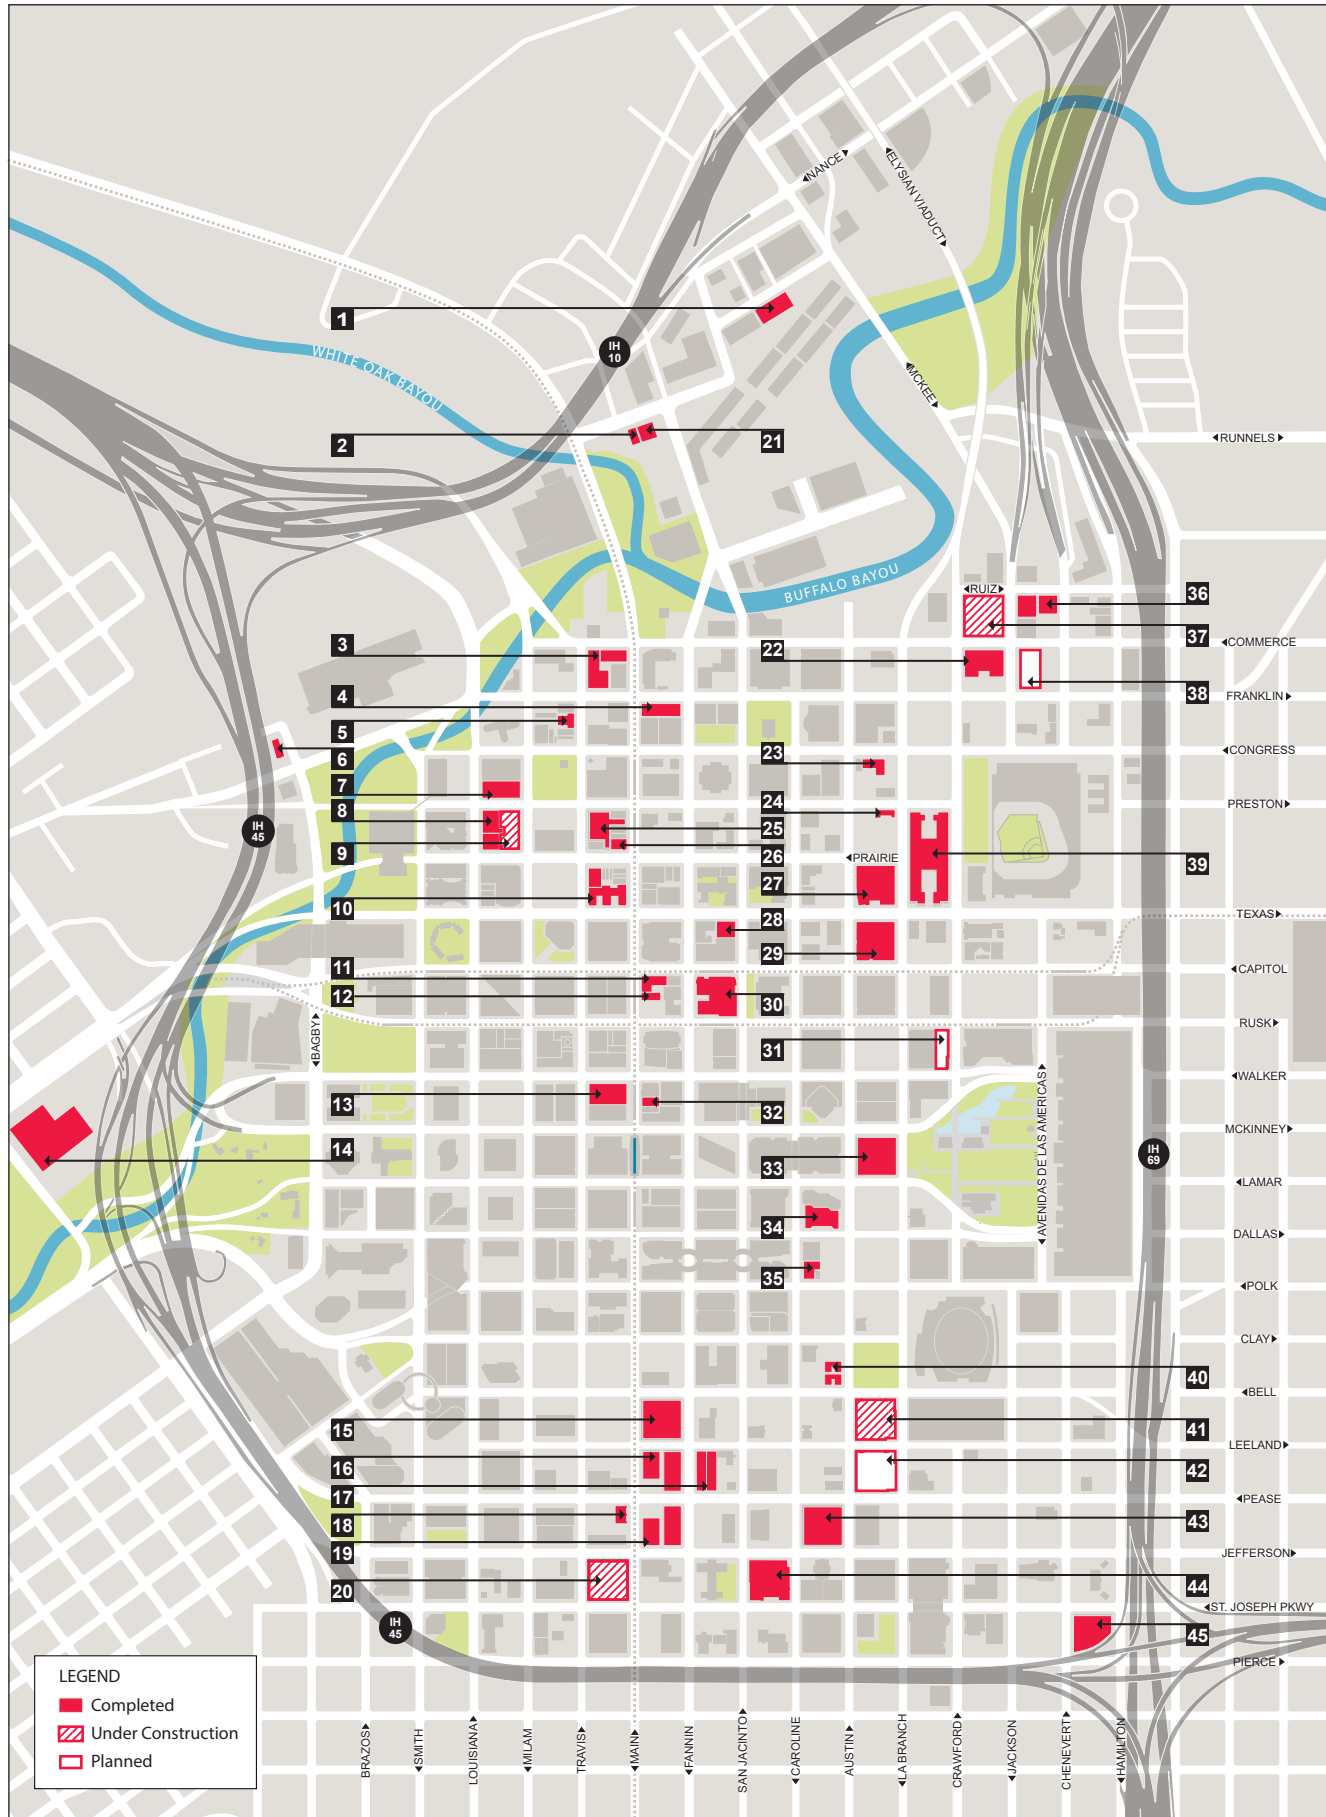 NANCE
ELYSIAN VIADUCT
1
IH
10
WHITE OAK BAYOU
MCKEE
2
21
RUNNELS
BUFFALO BAYOU
RUIZ
36
37
COMMERCE
3
22
38
FRANKLIN
4
5
6
23
CONGRESS
7
8
24
PRESTON
IH
45
9
25
26
PRAIRIE
39
27
10
28
TEXAS
29
11
12
30
CAPITOL
BAGBY
31
RUSK
13
32
AVENIDAS DE LAS AMERICAS
WALKER
MCKINNEY
14
33
IH
69
LAMAR
34
DALLAS
35
POLK
CLAY
40
BELL
15
41
LEELAND
16
42
17
PEASE
18
43
19
JEFFERSON
20
44
ST. JOSEPH PKWY
IH
45
45
PIERCE
LEGEND
Completed
Under Construction
Planned
BRAZOS
SMITH
LOUISIANA
MILAM
TRAVIS
MAIN
FANNIN
SAN JACINTO
CAROLINE
AUSTIN
LA BRANCH
CRAWFORD
JACKSON
CHENEVERT
HAMILTON